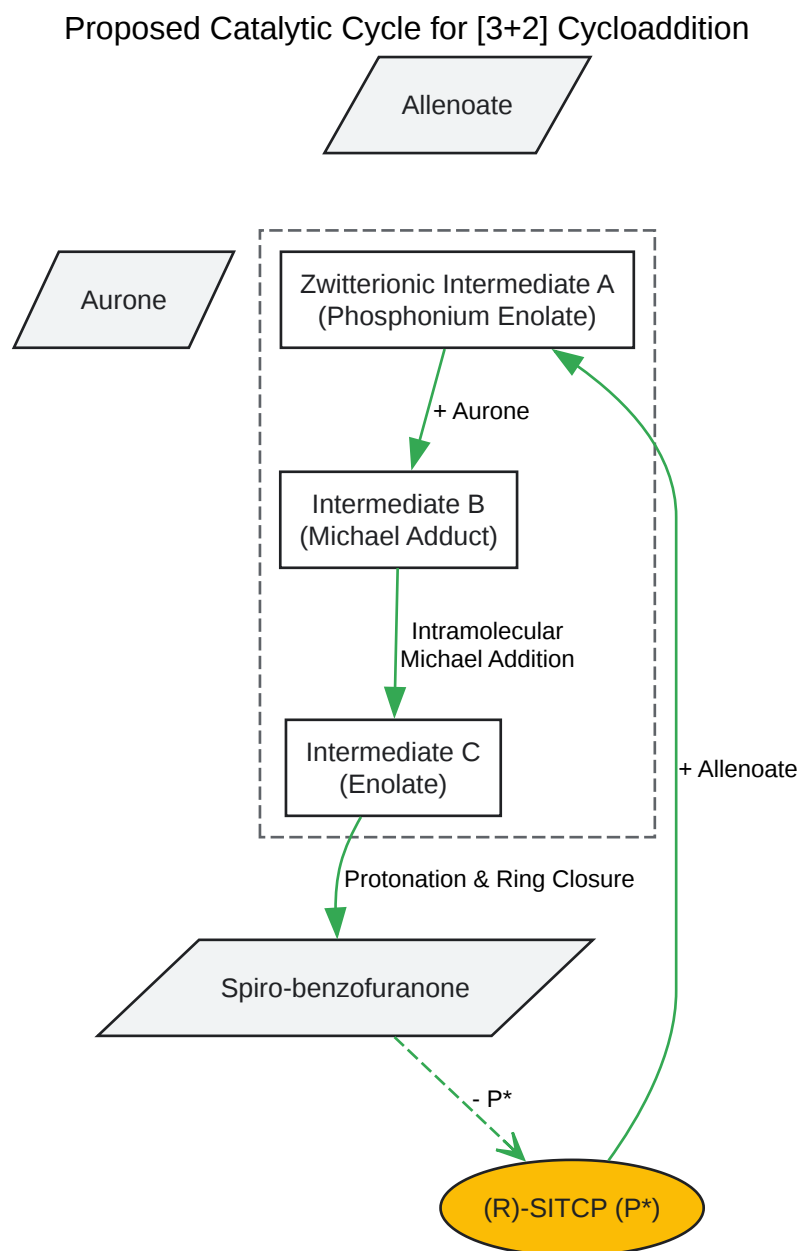 Proposed Catalytic Cycle for [3+2] Cycloaddition
Allenoate
Aurone
Zwitterionic Intermediate A
(Phosphonium Enolate)
+ Aurone
Intermediate B
(Michael Adduct)
Intramolecular
Michael Addition
Intermediate C
(Enolate)
+ Allenoate
Protonation & Ring Closure
Spiro-benzofuranone
- P*
(R)-SITCP (P*)